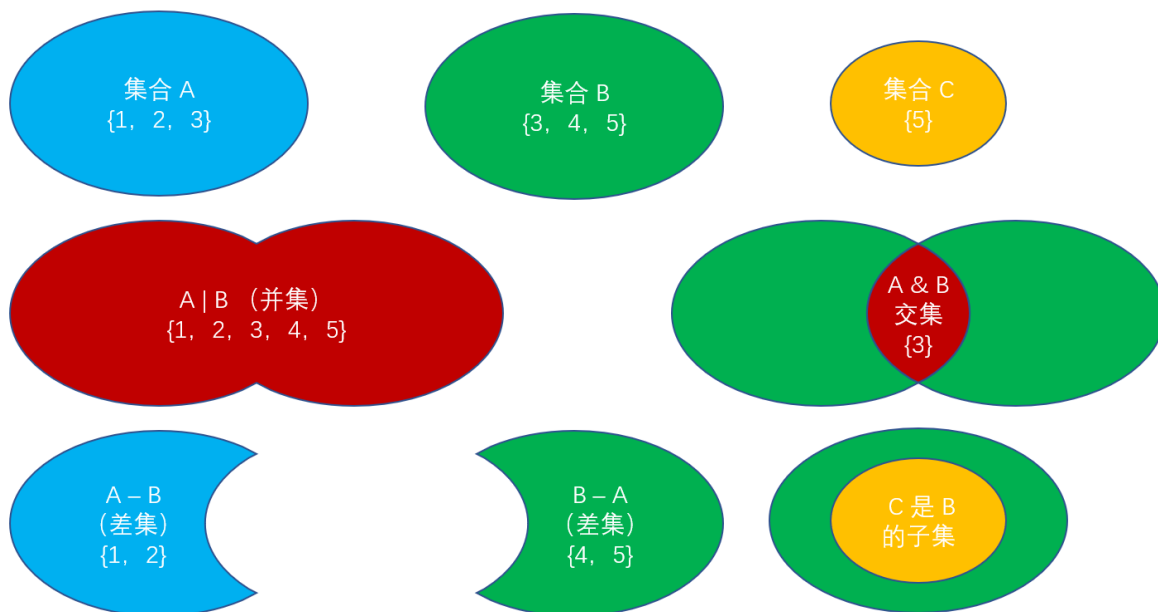 集合 A
{1，2，3}
集合 B
{3，4，5}
集合 C
{5}
A | B （并集）
{1，2，3，4，5}
A & B
交集
{3}
A – B
（差集）
{1，2}
B – A
（差集）
{4，5}
C 是 B
的子集